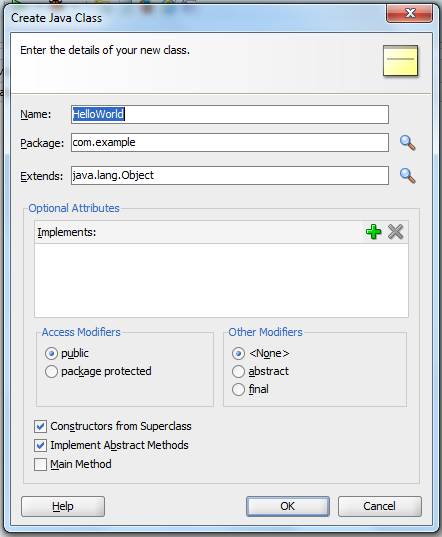 Create Java Class
Enter the details of your new class.
Name: HelloWorld
Package: com.example
Extends: java.lang.Object
Optional Attributes
Implements:
Access Modifiers
public
package protected
Other Modifiers
<None>
abstract
final
Constructors from Superclass
Implement Abstract Methods
Main Method
Help OK Cancel